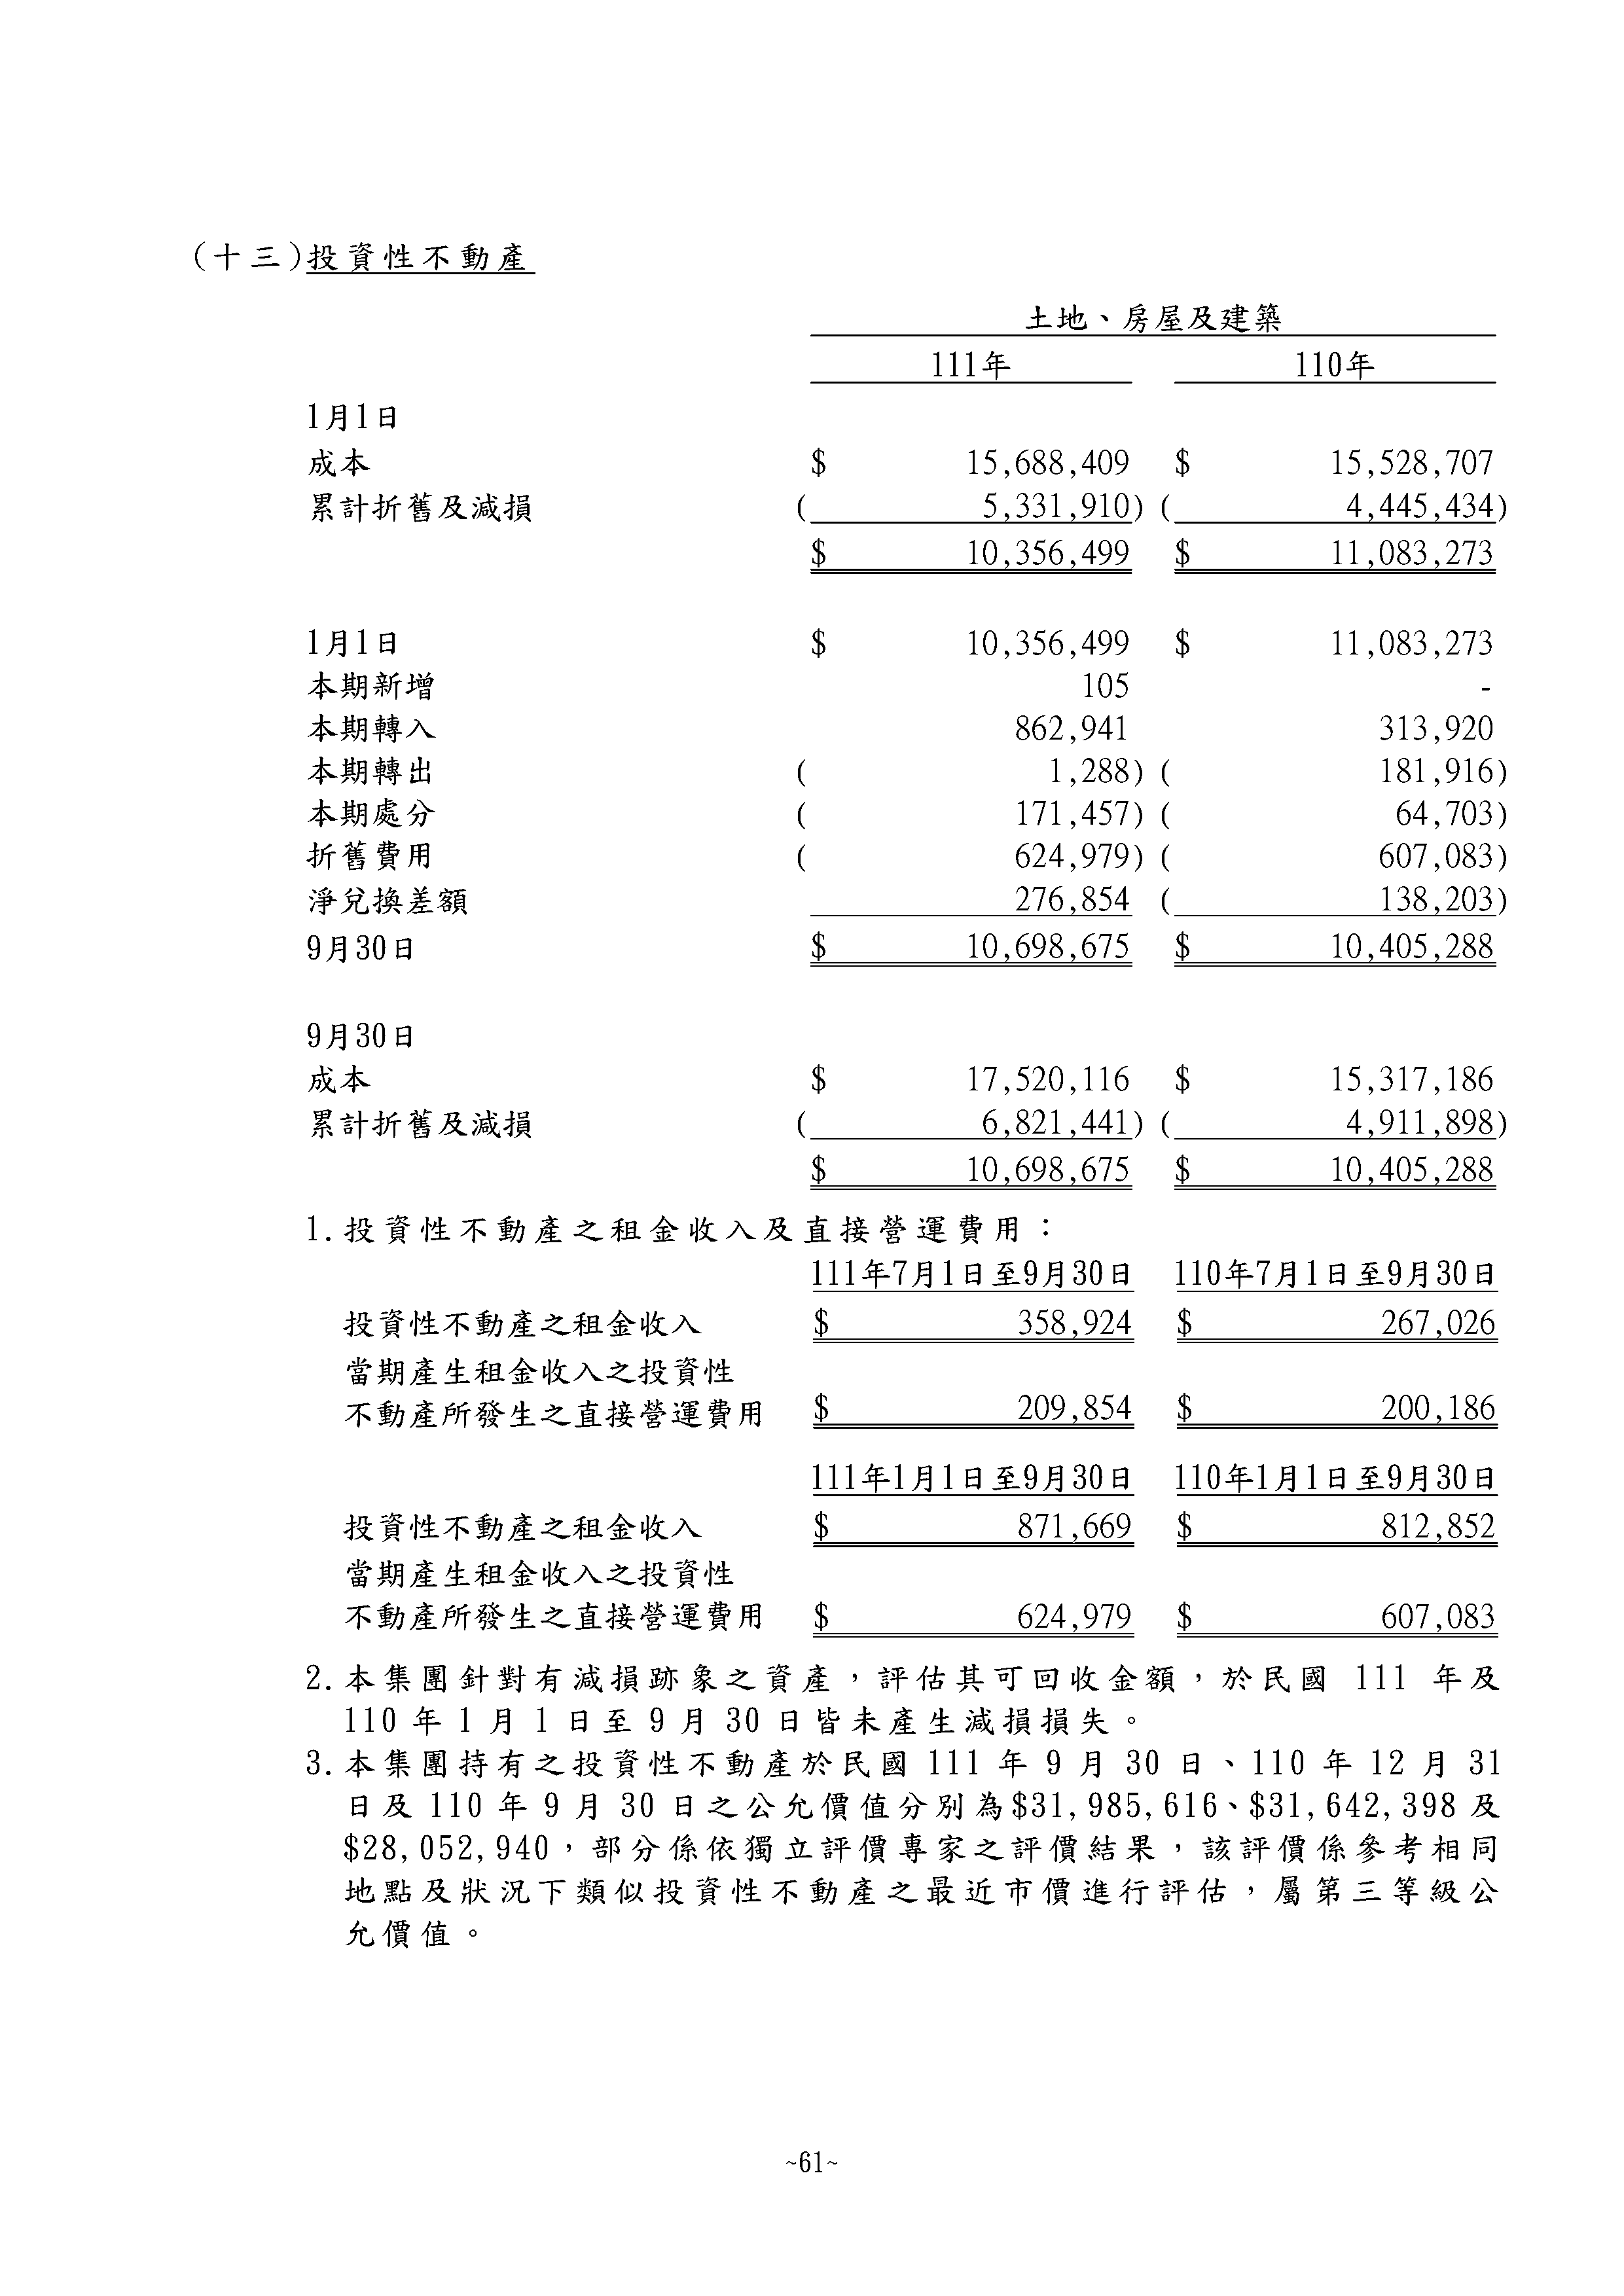 (十三)投資性不動產
土地、房屋及建築
111年 110年
1月1日
成本 $ 15,688,409 $ 15,528,707
累計折舊及減損 ( 5,331,910) ( 4,445,434)
$ 10,356,499 $ 11,083,273
1月1日 $ 10,356,499 $ 11,083,273
本期新增 105 -
本期轉入 862,941 313,920
本期轉出 ( 1,288) ( 181,916)
本期處分 ( 171,457) ( 64,703)
折舊費用 ( 624,979) ( 607,083)
淨兌換差額 276,854 ( 138,203)
9月30日 $ 10,698,675 $ 10,405,288
9月30日
成本 $ 17,520,116 $ 15,317,186
累計折舊及減損 ( 6,821,441) ( 4,911,898)
$ 10,698,675 $ 10,405,288
1.投資性不動產之租金收入及直接營運費用：
111年7月1日至9月30日 110年7月1日至9月30日
投資性不動產之租金收入 $ 358,924 $ 267,026
當期產生租金收入之投資性
不動產所發生之直接營運費用 $ 209,854 $ 200,186
111年1月1日至9月30日 110年1月1日至9月30日
投資性不動產之租金收入 $ 871,669 $ 812,852
當期產生租金收入之投資性
不動產所發生之直接營運費用 $ 624,979 $ 607,083
2.本集團針對有減損跡象之資產，評估其可回收金額，於民國 111 年及
110 年 1 月 1 日至 9 月 30 日皆未產生減損損失。
3.本集團持有之投資性不動產於民國 111 年 9 月 30 日、110 年 12 月 31
日及 110 年 9 月 30 日之公允價值分別為$31,985,616、$31,642,398 及
$28,052,940，部分係依獨立評價專家之評價結果，該評價係參考相同
地點及狀況下類似投資性不動產之最近市價進行評估，屬第三等級公
允價值。
~61~